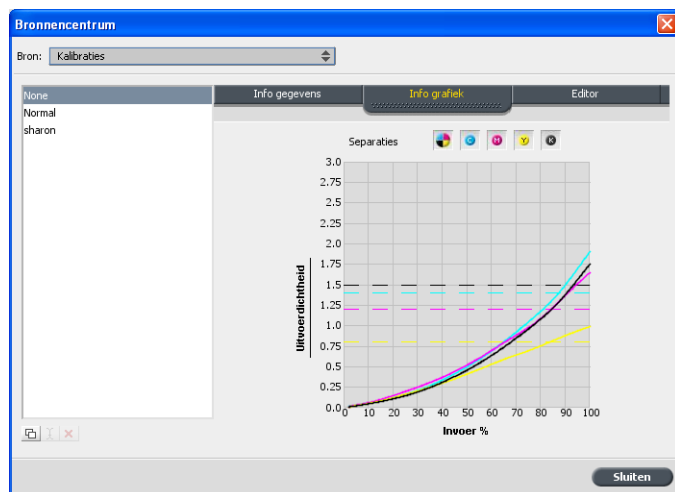 Bronnencentrum
Bron: Kalibraties
None
Normal
sharon
Info gegevens Info grafiek Editor
Separaties C M Y K
3.0
2.75
2.5
2.25
2.0
1.75
1.5
1.25
1.0
0.75
0.5
0.25
0.0
0 10 20 30 40 50 60 70 80 90 100
Uitvoerdichtheid
Invoer %
Sluiten